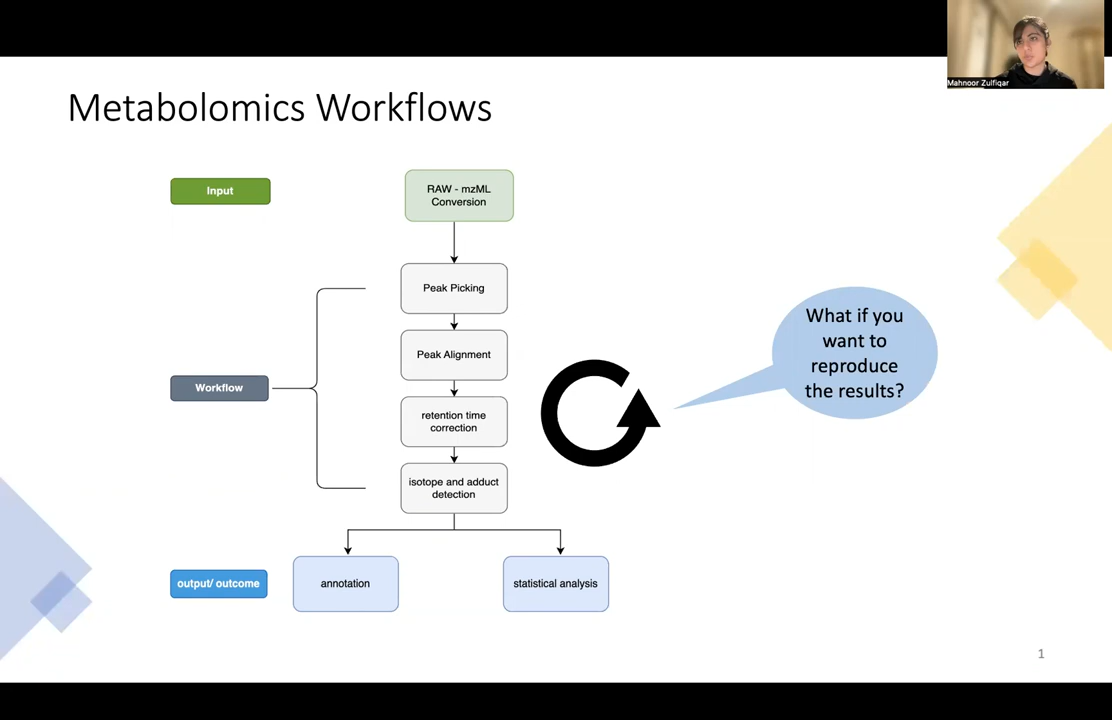 Mahnoor Zulfiqar
Metabolomics Workflows
Input
RAW - mzML
Conversion
Peak Picking
Peak Alignment
Workflow
retention time
correction
isotope and adduct
detection
What if you
want to
reproduce
the results?
output/ outcome
annotation
statistical analysis
1